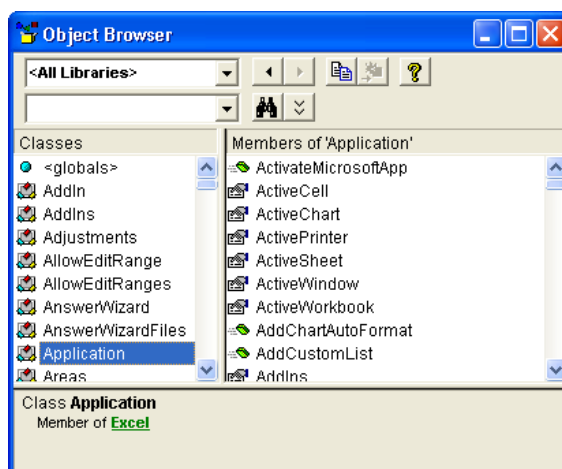 Object Browser
<All Libraries>
Classes
Members of 'Application'
<globals>
AddIn
AddIns
Adjustments
AllowEditRange
AllowEditRanges
AnswerWizard
AnswerWizardFiles
Application
Areas
ActivateMicrosoftApp
ActiveCell
ActiveChart
ActivePrinter
ActiveSheet
ActiveWindow
ActiveWorkbook
AddChartAutoFormat
AddCustomList
AddIns
Class Application
Member of Excel